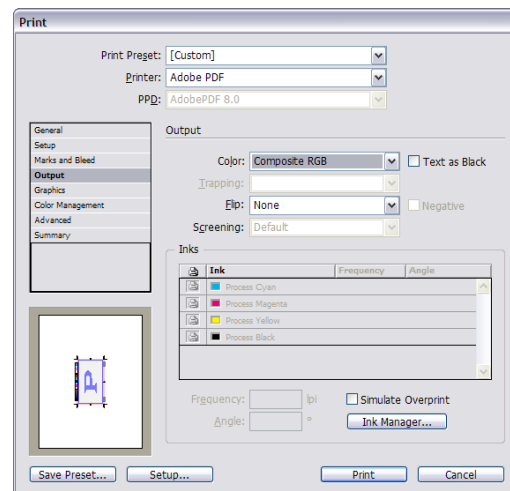 Print
Print Preset: [Custom]
Printer: Adobe PDF
PPD: AdobePDF 8.0
General
Setup
Marks and Bleed
Output
Graphics
Color Management
Advanced
Summary
Output
Color: Composite RGB Text as Black
Trapping:
Flip: None Negative
Screening: Default
Inks
Ink Frequency Angle
Process Cyan
Process Magenta
Process Yellow
Process Black
Frequency: lpi Simulate Overprint
Angle: ° Ink Manager...
P
Save Preset... Setup... Print Cancel